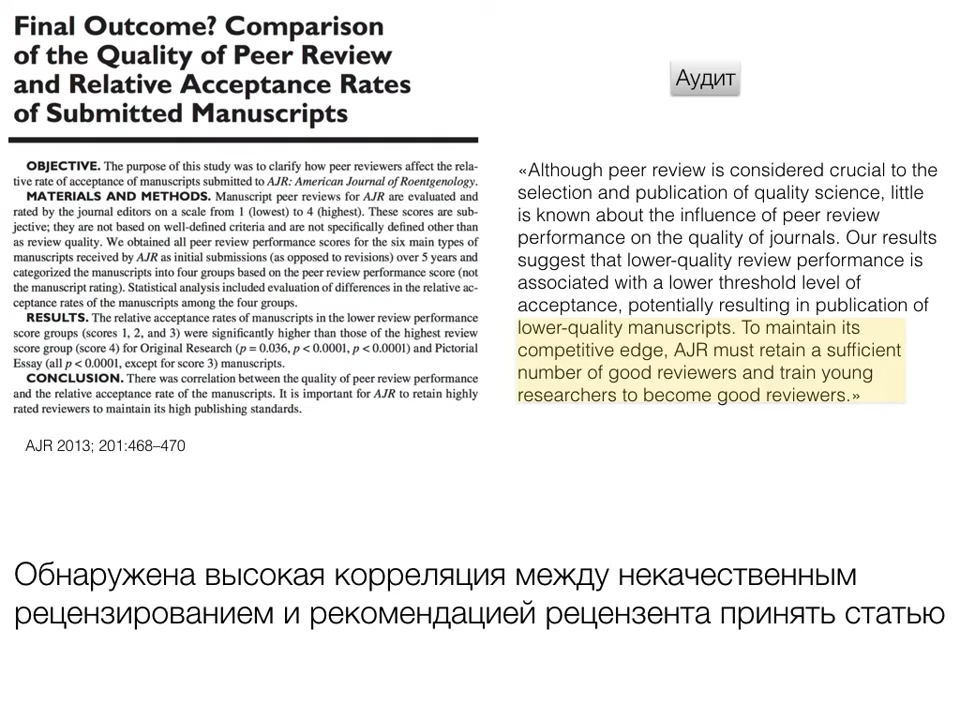 Final Outcome? Comparison
of the Quality of Peer Review
and Relative Acceptance Rates
of Submitted Manuscripts
OBJECTIVE. The purpose of this study was to clarify how peer reviewers affect the rela-
tive rate of acceptance of manuscripts submitted to AJR: American Journal of Roentgenology.
MATERIALS AND METHODS. Manuscript peer reviews for AJR are evaluated and
rated by the journal editors on a scale from 1 (lowest) to 4 (highest). These scores are sub-
jective; they are not based on well-defined criteria and are not specifically defined other than
as review quality. We obtained all peer review performance scores for the six main types of
manuscripts received by AJR as initial submissions (as opposed to revisions) over 5 years and
categorized the manuscripts into four groups based on the peer review performance score (not
the manuscript rating). Statistical analysis included evaluation of differences in the relative ac-
ceptance rates of the manuscripts among the four groups.
RESULTS. The relative acceptance rates of manuscripts in the lower review performance
score groups (scores 1, 2, and 3) were significantly higher than those of the highest review
score group (score 4) for Original Research (p = 0.036, p < 0.0001, p < 0.0001) and Pictorial
Essay (all p < 0.0001, except for score 3) manuscripts.
CONCLUSION. There was correlation between the quality of peer review performance
and the relative acceptance rate of the manuscripts. It is important for AJR to retain highly
rated reviewers to maintain its high publishing standards.
AJR 2013; 201:468–470
Аудит
«Although peer review is considered crucial to the
selection and publication of quality science, little
is known about the influence of peer review
performance on the quality of journals. Our results
suggest that lower-quality review performance is
associated with a lower threshold level of
acceptance, potentially resulting in publication of
lower-quality manuscripts. To maintain its
competitive edge, AJR must retain a sufficient
number of good reviewers and train young
researchers to become good reviewers.»
Обнаружена высокая корреляция между некачественным
рецензированием и рекомендацией рецензента принять статью